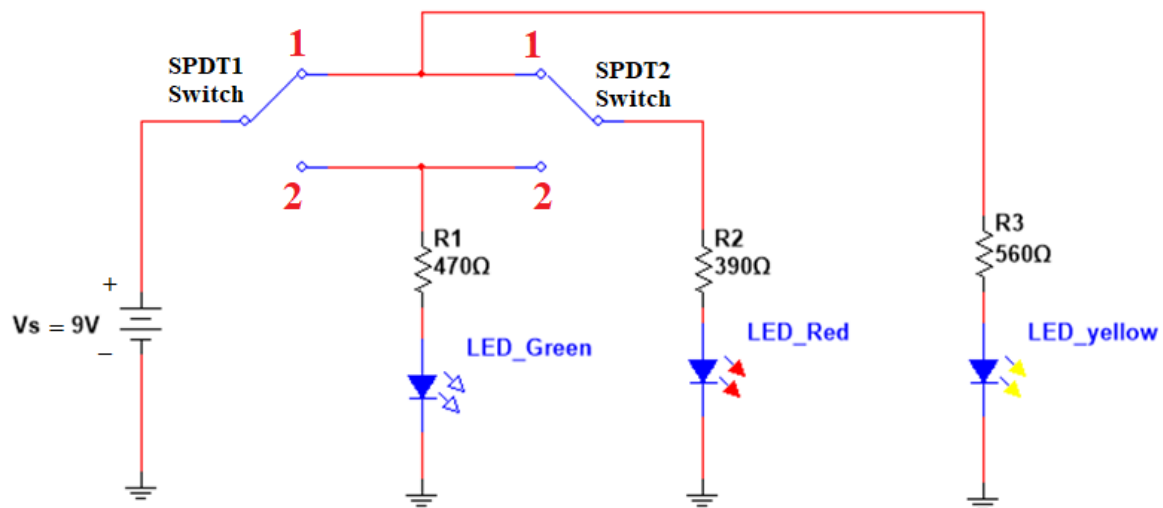 1
1
SPDT1
Switch
SPDT2
Switch
2
2
R1
470Ω
R2
390Ω
R3
560Ω
+
Vs = 9V
−
LED_Green
LED_Red
LED_yellow